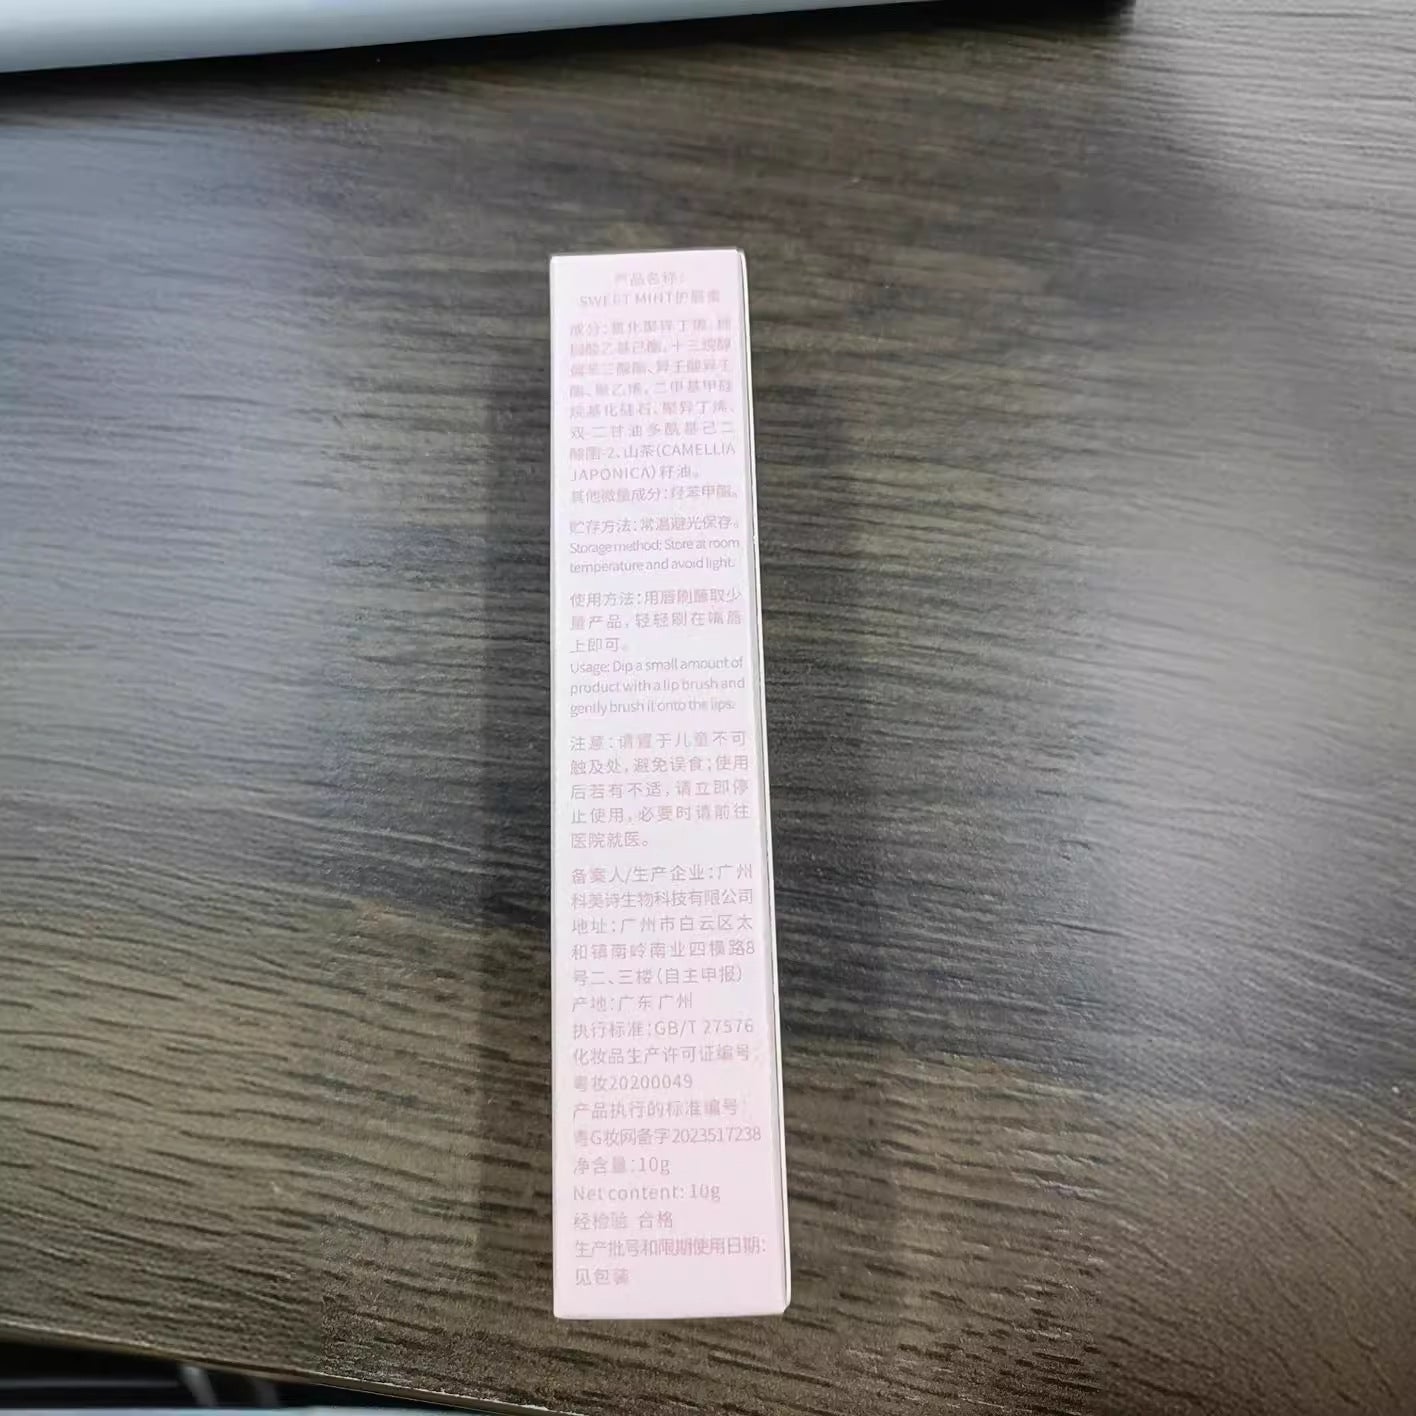 产品名称：
SWEET MINT护唇蜜
成分：氢化聚异丁烯、
酸乙基己酯、十三烷醇
偏苯三酸酯、异壬酸异壬
酯、聚乙烯、二甲基甲硅
烷基化硅石、聚异丁烯、
双-二甘油多酰基己二
酸酯-2、山茶（CAMELLIA
JAPONICA）籽油。
其他微量成分：羟苯甲酯。
贮存方法：常温避光保存。
Storage method: Store at room
temperature and avoid light.
使用方法：用唇刷蘸取少
量产品，轻轻刷在嘴唇
上即可。
Usage: Dip a small amount of
product with a lip brush and
gently brush it onto the lips.
注意：请置于儿童不可
触及处，避免误食；使用
后若有不适，请立即停
止使用，必要时请前往
医院就医。
备案人/生产企业：广州
科美诗生物科技有限公司
地址：广州市白云区太
和镇南岭南业四横路8
号二、三楼（自主申报）
产地：广东 广州
执行标准：GB/T 27576
化妆品生产许可证编号：
粤妆20200049
产品执行的标准编号：
粤G妆网备字2023517238
净含量：10g
Net content: 10g
经检验 合格
生产批号和限期使用日期：
见包装